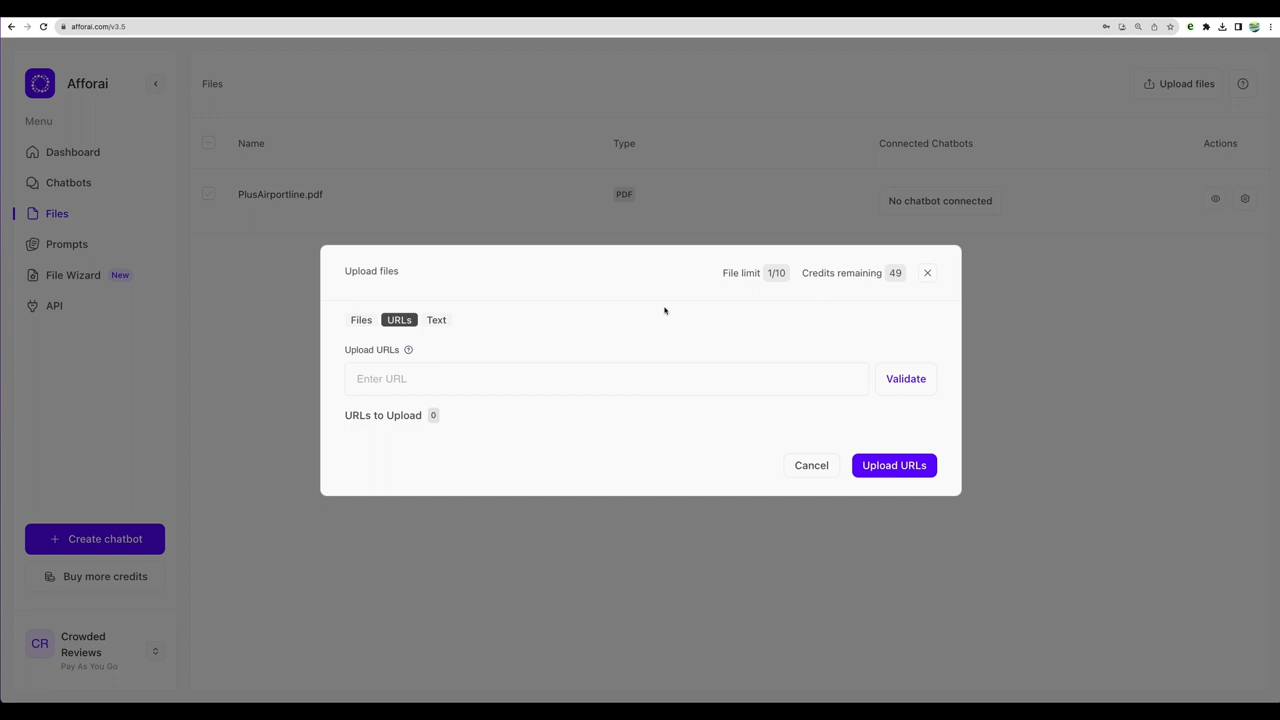 afforai.com/v3.5
Afforai
Menu
Dashboard
Chatbots
Files
Prompts
File Wizard New
API
Create chatbot
Buy more credits
CR
Crowded
Reviews
Pay As You Go
Files
Upload files
Name Type Connected Chatbots Actions
PlusAirportline.pdf PDF No chatbot connected
Upload files File limit 1/10 Credits remaining 49
Files URLs Text
Upload URLs
Enter URL Validate
URLs to Upload 0
Cancel Upload URLs